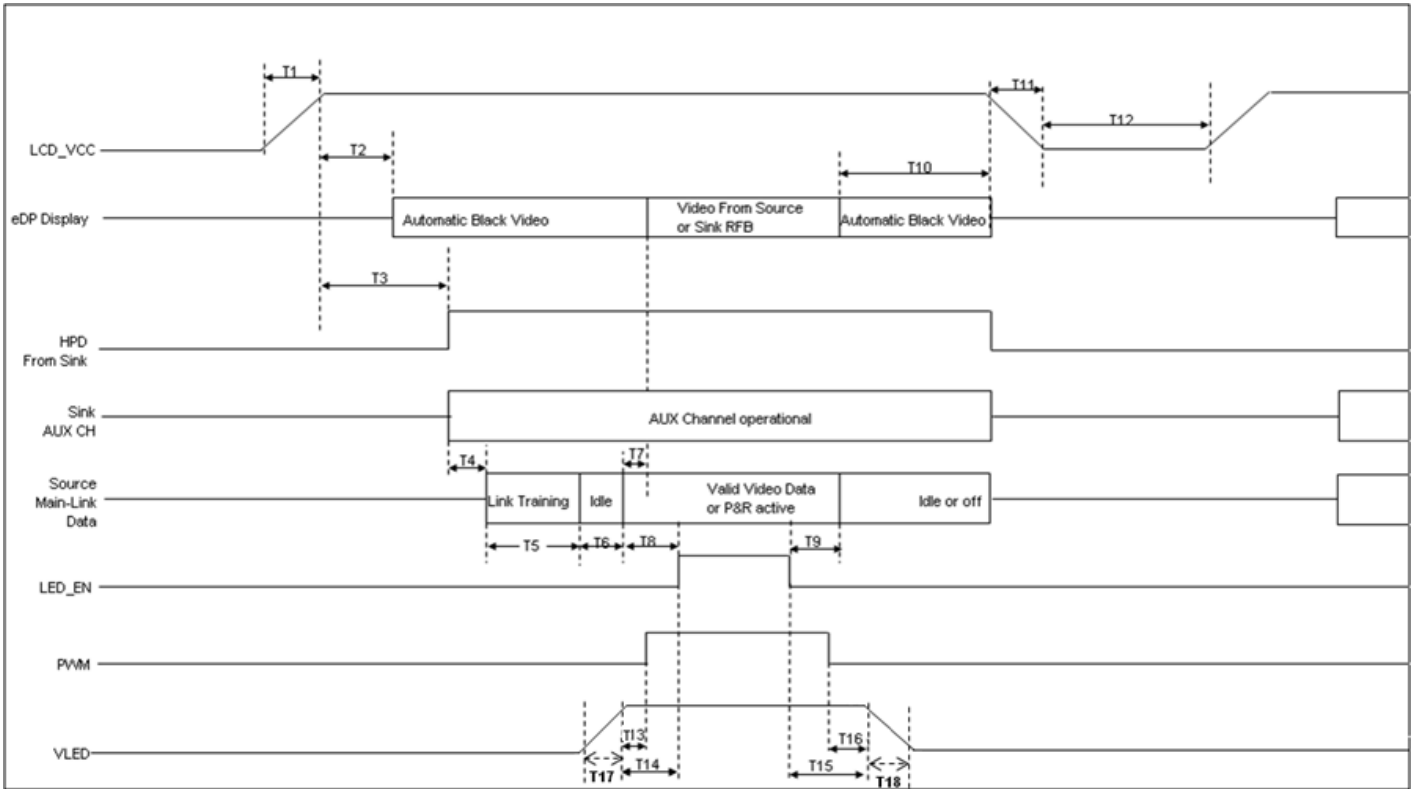 T1
T11
T12
LCD_VCC
T2
T10
eDP Display
Automatic Black Video
Video From Source
or Sink RFB
Automatic Black Video
T3
HPD
From Sink
Sink
AUX CH
AUX Channel operational
T4
T7
Source
Main-Link
Data
Link Training
Idle
Valid Video Data
or P&R active
Idle or off
T5
T6
T8
T9
LED_EN
PWM
VLED
T13
T16
T17
T14
T15
T18